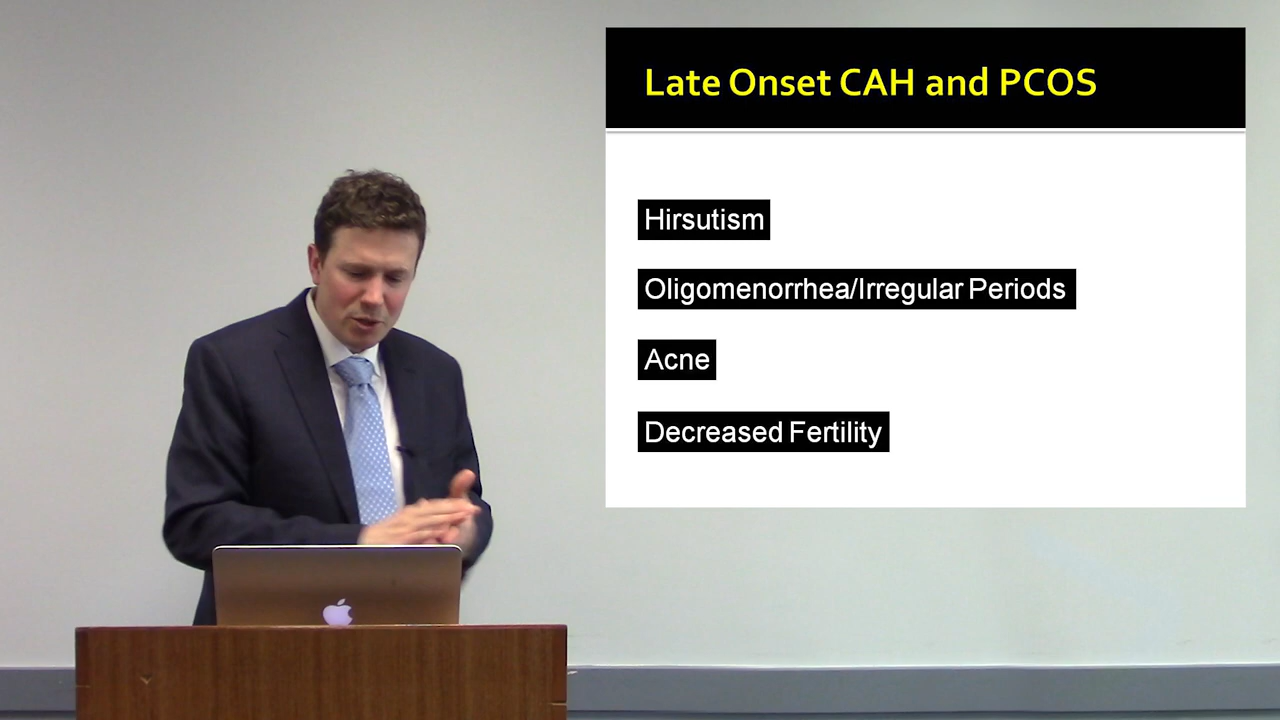 Late Onset CAH and PCOS
Hirsutism
Oligomenorrhea/Irregular Periods
Acne
Decreased Fertility